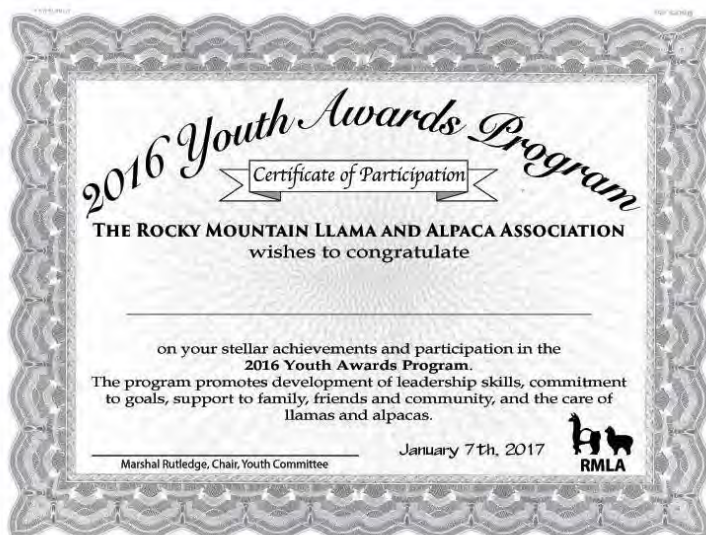 2016 Youth Awards Program
Certificate of Participation
THE ROCKY MOUNTAIN LLAMA AND ALPACA ASSOCIATION
wishes to congratulate
on your stellar achievements and participation in the
2016 Youth Awards Program.
The program promotes development of leadership skills, commitment
to goals, support to family, friends and community, and the care of
llamas and alpacas.
January 7th, 2017
Marshal Rutledge, Chair, Youth Committee
RMLA